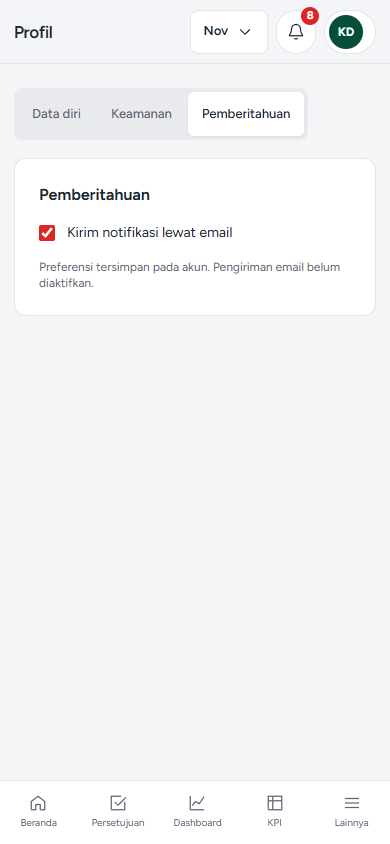 Profil
Nov
8
KD
Data diri
Keamanan
Pemberitahuan
Pemberitahuan
Kirim notifikasi lewat email
Preferensi tersimpan pada akun. Pengiriman email belum
diaktifkan.
Beranda
Persetujuan
Dashboard
KPI
Lainnya